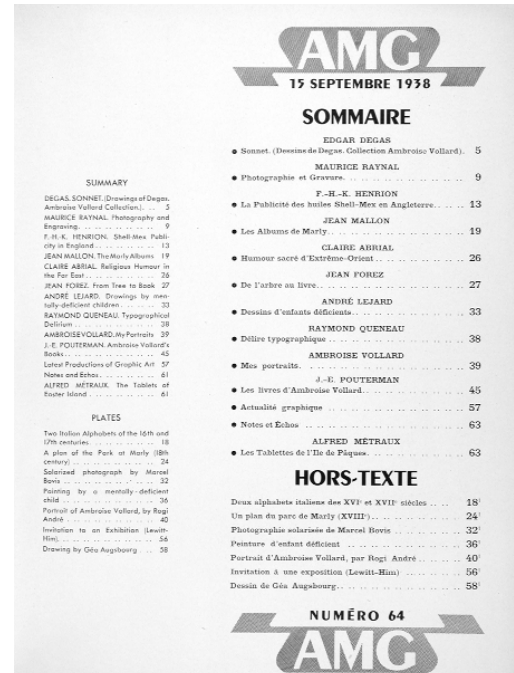 AMG
15 SEPTEMBRE 1938
SOMMAIRE
EDGAR DEGAS
● Sonnet. (Dessins de Degas. Collection Ambroise Vollard). 5
MAURICE RAYNAL
● Photographie et Gravure. .. .. .. .. .. .. .. .. .. 9
F.-H.-K. HENRION
● La Publicité des huiles Shell-Mex en Angleterre. .. .. .. 13
JEAN MALLON
● Les Albums de Marly. .. .. .. .. .. .. .. .. .. .. 19
CLAIRE ABRIAL
● Humour sacré d'Extrême-Orient .. .. .. .. .. .. .. 26
JEAN FOREZ
● De l'arbre au livre. .. .. .. .. .. .. .. .. .. .. .. 27
ANDRÉ LEJARD
● Dessins d'enfants déficients. .. .. .. .. .. .. .. .. 33
RAYMOND QUENEAU
● Délire typographique .. .. .. .. .. .. .. .. .. .. 38
AMBROISE VOLLARD
● Mes portraits. .. .. .. .. .. .. .. .. .. .. .. .. 39
J.-E. POUTERMAN
● Les livres d'Ambroise Vollard. .. .. .. .. .. .. .. .. 45
● Actualité graphique .. .. .. .. .. .. .. .. .. .. 57
● Notes et Échos .. .. .. .. .. .. .. .. .. .. .. .. 63
ALFRED MÉTRAUX
● Les Tablettes de l'Ile de Pâques. .. .. .. .. .. .. .. 63
HORS-TEXTE
Deux alphabets italiens des XVIe et XVIIe siècles .. .. 18
Un plan du parc de Marly (XVIIIe). .. .. .. .. .. .. .. 24
Photographie solarisée de Marcel Bovis .. .. .. .. .. 32
Peinture d'enfant déficient .. .. .. .. .. .. .. .. 36
Portrait d'Ambroise Vollard, par Rogi André .. .. .. .. 40
Invitation à une exposition (Lewitt-Him) .. .. .. .. .. 56
Dessin de Géa Augsbourg. .. .. .. .. .. .. .. .. .. 58
NUMÉRO 64
AMG
SUMMARY
DEGAS. SONNET. (Drawings of Degas.
Ambroise Vollard Collection.). .. 5
MAURICE RAYNAL. Photography and
Engraving. .. .. .. .. .. .. .. 9
F.-H.-K. HENRION. Shell-Mex Publi-
city in England .. .. .. .. .. 13
JEAN MALLON. The Marly Albums 19
CLAIRE ABRIAL. Religious Humour in
the Far East. .. .. .. .. .. .. 26
JEAN FOREZ. From Tree to Book 27
ANDRÉ LEJARD. Drawings by men-
tally-deficient children. .. .. .. 33
RAYMOND QUENEAU. Typographical
Delirium .. .. .. .. .. .. .. 38
AMBROISE VOLLARD. My Portraits 39
J.-E. POUTERMAN. Ambroise Vollard's
Books. .. .. .. .. .. .. .. .. 45
Latest Productions of Graphic Art 57
Notes and Echos. .. .. .. .. .. 61
ALFRED MÉTRAUX. The Tablets of
Easter Island .. .. .. .. .. .. 61
PLATES
Two Italian Alphabets of the 16th and
17th centuries. .. .. .. .. .. 18
A plan of the Park at Marly (18th
century) .. .. .. .. .. .. .. 24
Solarized photograph by Marcel
Bovis .. .. .. .. .. .. .. .. 32
Painting by a mentally-deficient
child .. .. .. .. .. .. .. .. 36
Portrait of Ambroise Vollard, by Rogi
André .. .. .. .. .. .. .. .. 40
Invitation to an Exhibition (Lewitt-
Him). .. .. .. .. .. .. .. .. 56
Drawing by Géa Augsbourg .. .. 58